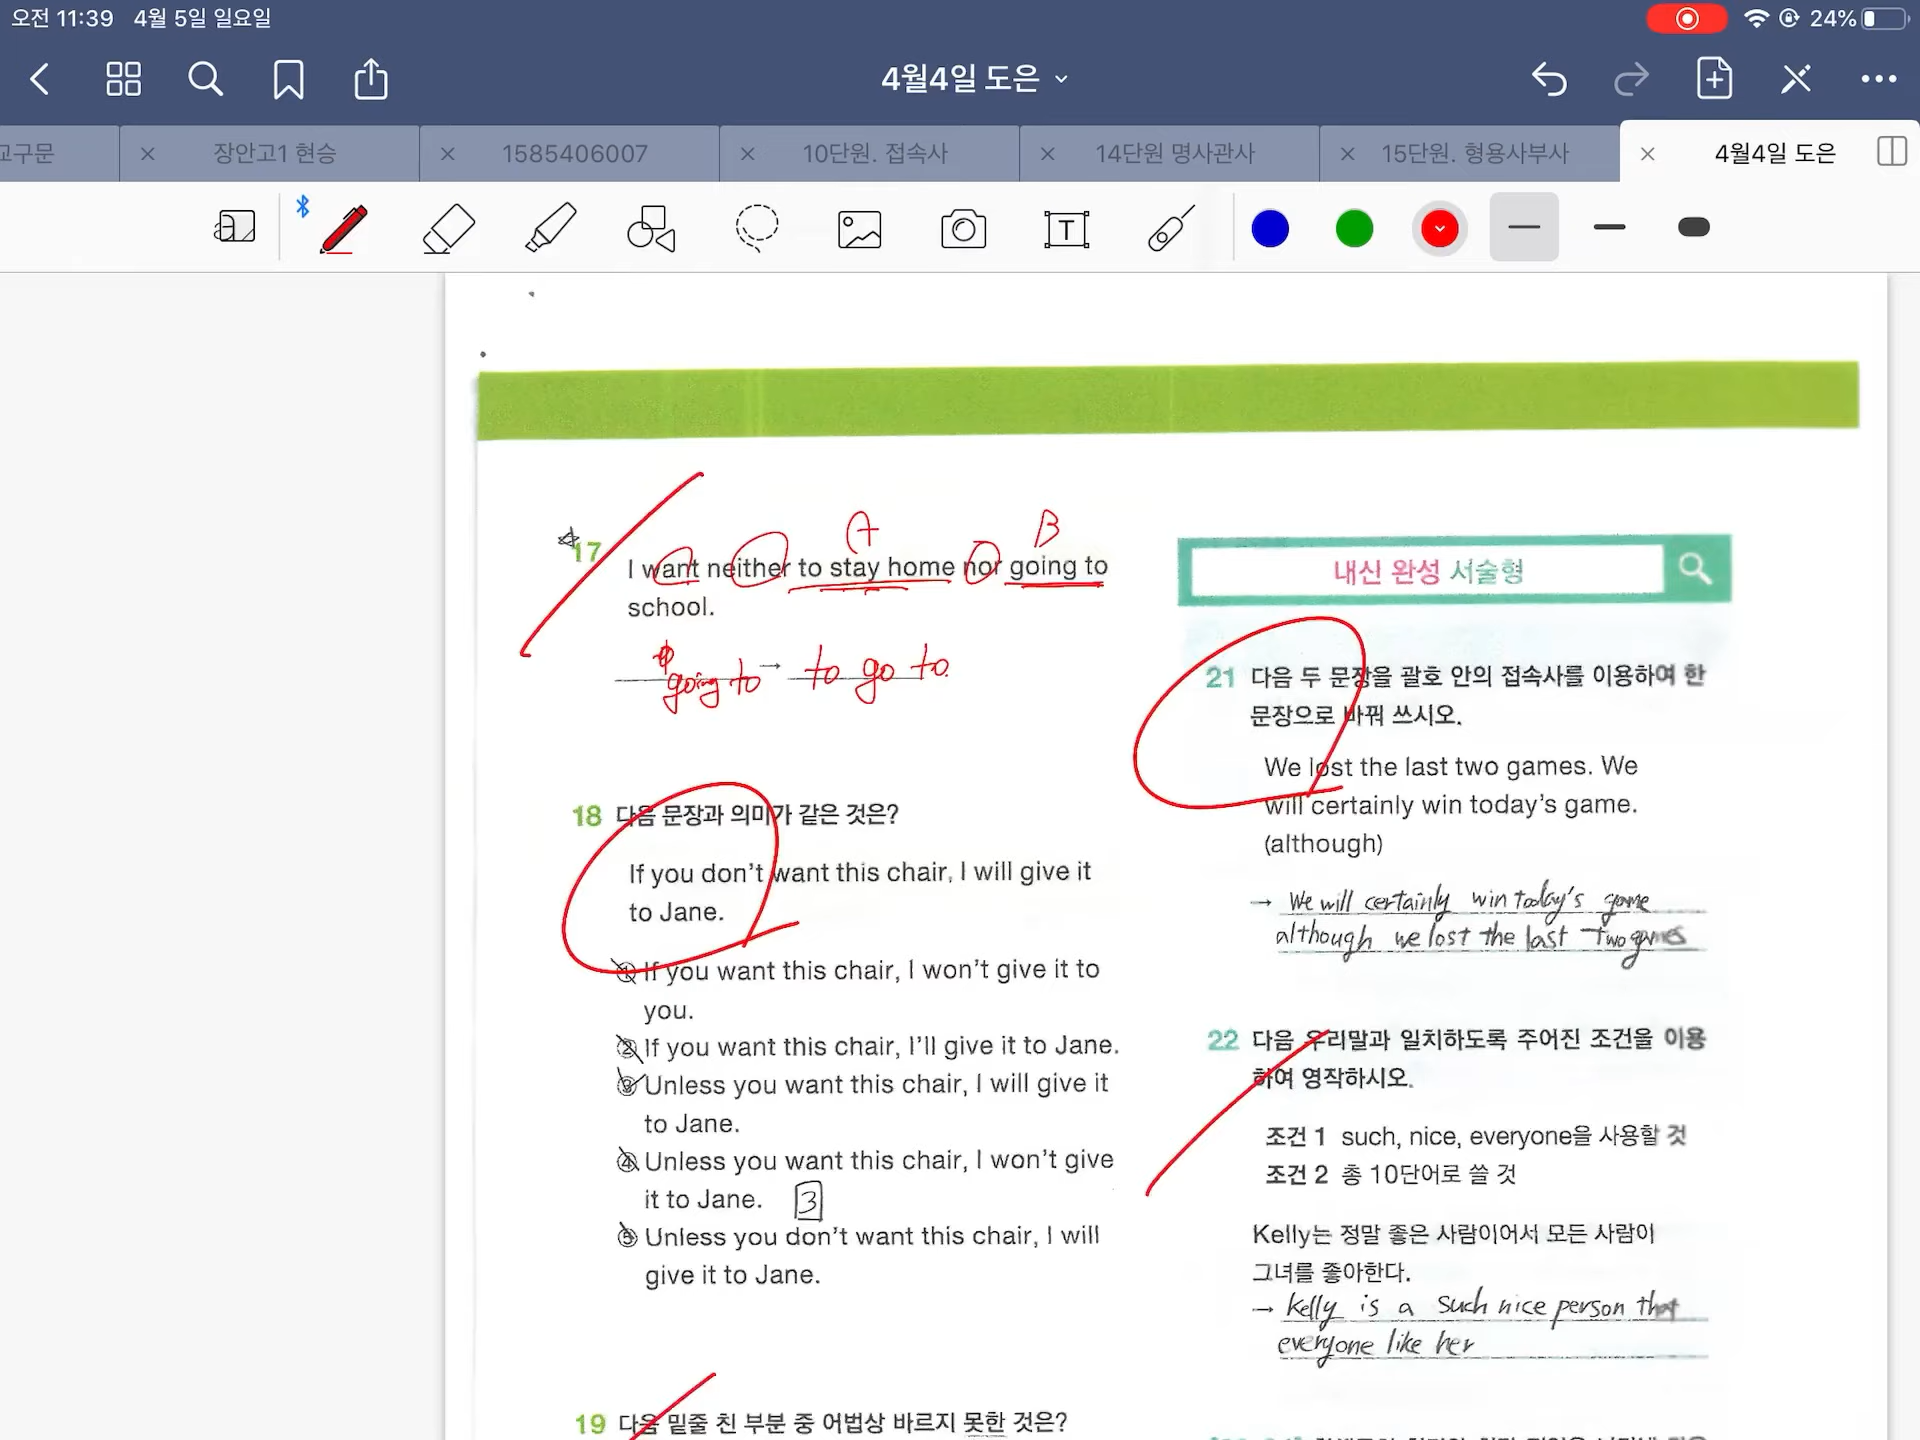 오전 11:39 4월 5일 일요일
24%
4월4일 도은
교구문
장안고1 현승
1585406007
10단원. 접속사
14단원 명사관사
15단원. 형용사부사
4월4일 도은
A B
17 I want neither to stay home nor going to
school.
going to → to go to.
18 다음 문장과 의미가 같은 것은?
If you don't want this chair, I will give it
to Jane.
① If you want this chair, I won't give it to
you.
② If you want this chair, I'll give it to Jane.
③ Unless you want this chair, I will give it
to Jane.
④ Unless you want this chair, I won't give
it to Jane. 3
⑤ Unless you don't want this chair, I will
give it to Jane.
19 다음 밑줄 친 부분 중 어법상 바르지 못한 것은?
내신 완성 서술형
21 다음 두 문장을 괄호 안의 접속사를 이용하여 한
문장으로 바꿔 쓰시오.
We lost the last two games. We
will certainly win today's game.
(although)
→ We will certainly win today's game
although we lost the last two games
22 다음 우리말과 일치하도록 주어진 조건을 이용
하여 영작하시오.
조건 1 such, nice, everyone을 사용할 것
조건 2 총 10단어로 쓸 것
Kelly는 정말 좋은 사람이어서 모든 사람이
그녀를 좋아한다.
→ Kelly is a such nice person that
everyone like her